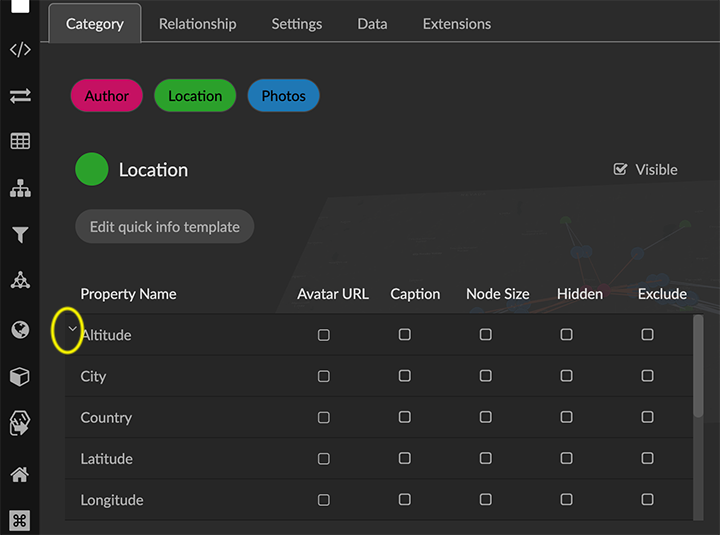 Category Relationship Settings Data Extensions
Author Location Photos
Location Visible
Edit quick info template
Property Name Avatar URL Caption Node Size Hidden Exclude
Altitude
City
Country
Latitude
Longitude